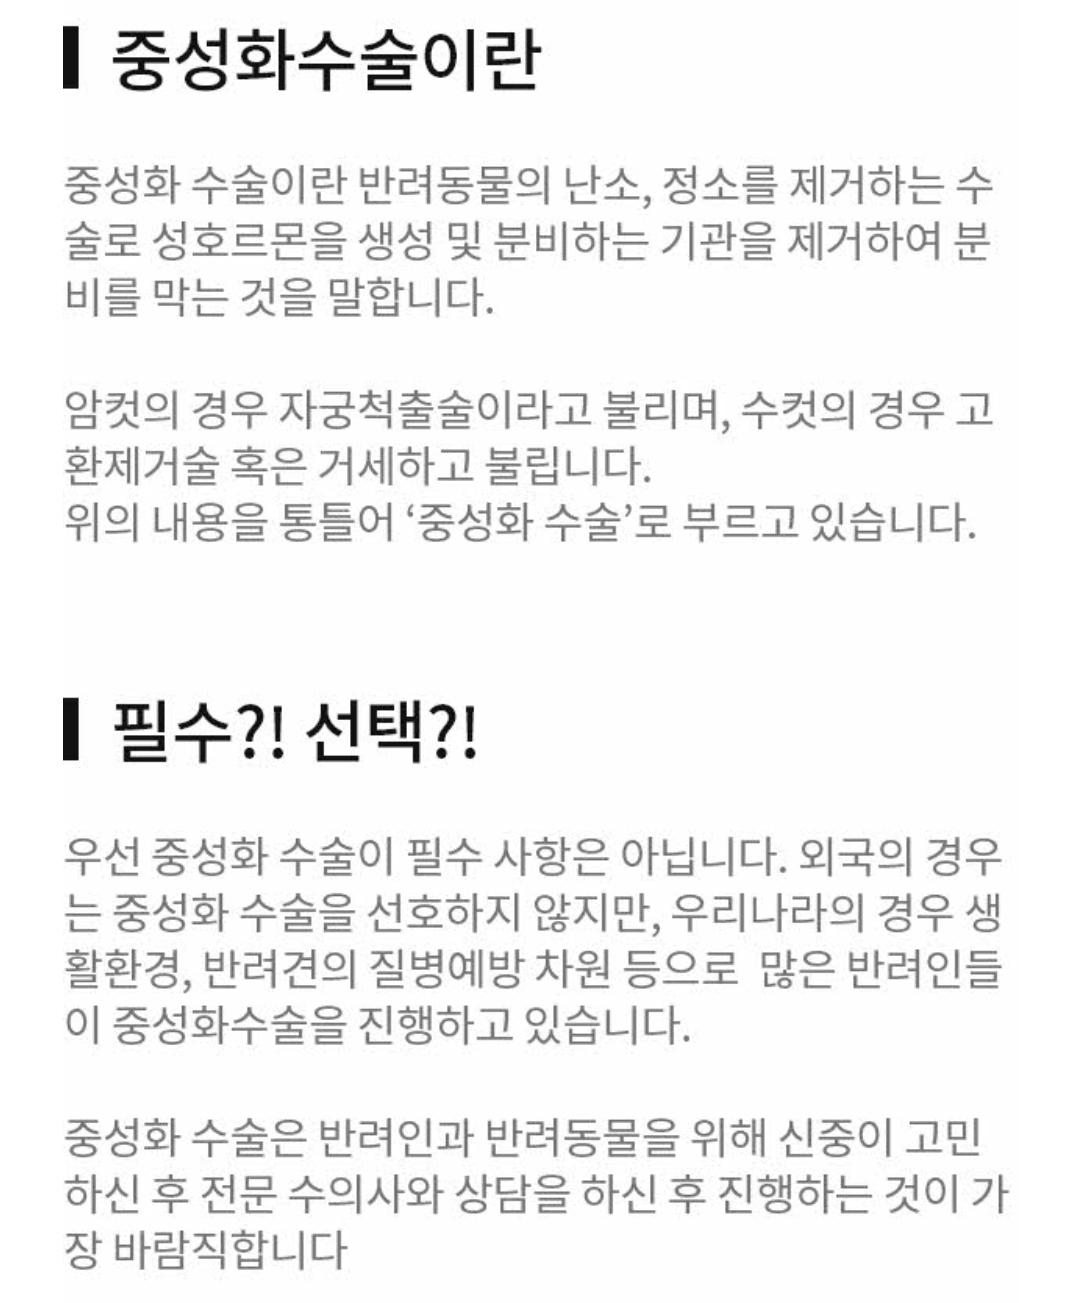 중성화수술이란
중성화 수술이란 반려동물의 난소, 정소를 제거하는 수
술로 성호르몬을 생성 및 분비하는 기관을 제거하여 분
비를 막는 것을 말합니다.
암컷의 경우 자궁척출술이라고 불리며, 수컷의 경우 고
환제거술 혹은 거세하고 불립니다.
위의 내용을 통틀어 ‘중성화 수술’로 부르고 있습니다.
필수?! 선택?!
우선 중성화 수술이 필수 사항은 아닙니다. 외국의 경우
는 중성화 수술을 선호하지 않지만, 우리나라의 경우 생
활환경, 반려견의 질병예방 차원 등으로  많은 반려인들
이 중성화수술을 진행하고 있습니다.
중성화 수술은 반려인과 반려동물을 위해 신중이 고민
하신 후 전문 수의사와 상담을 하신 후 진행하는 것이 가
장 바람직합니다